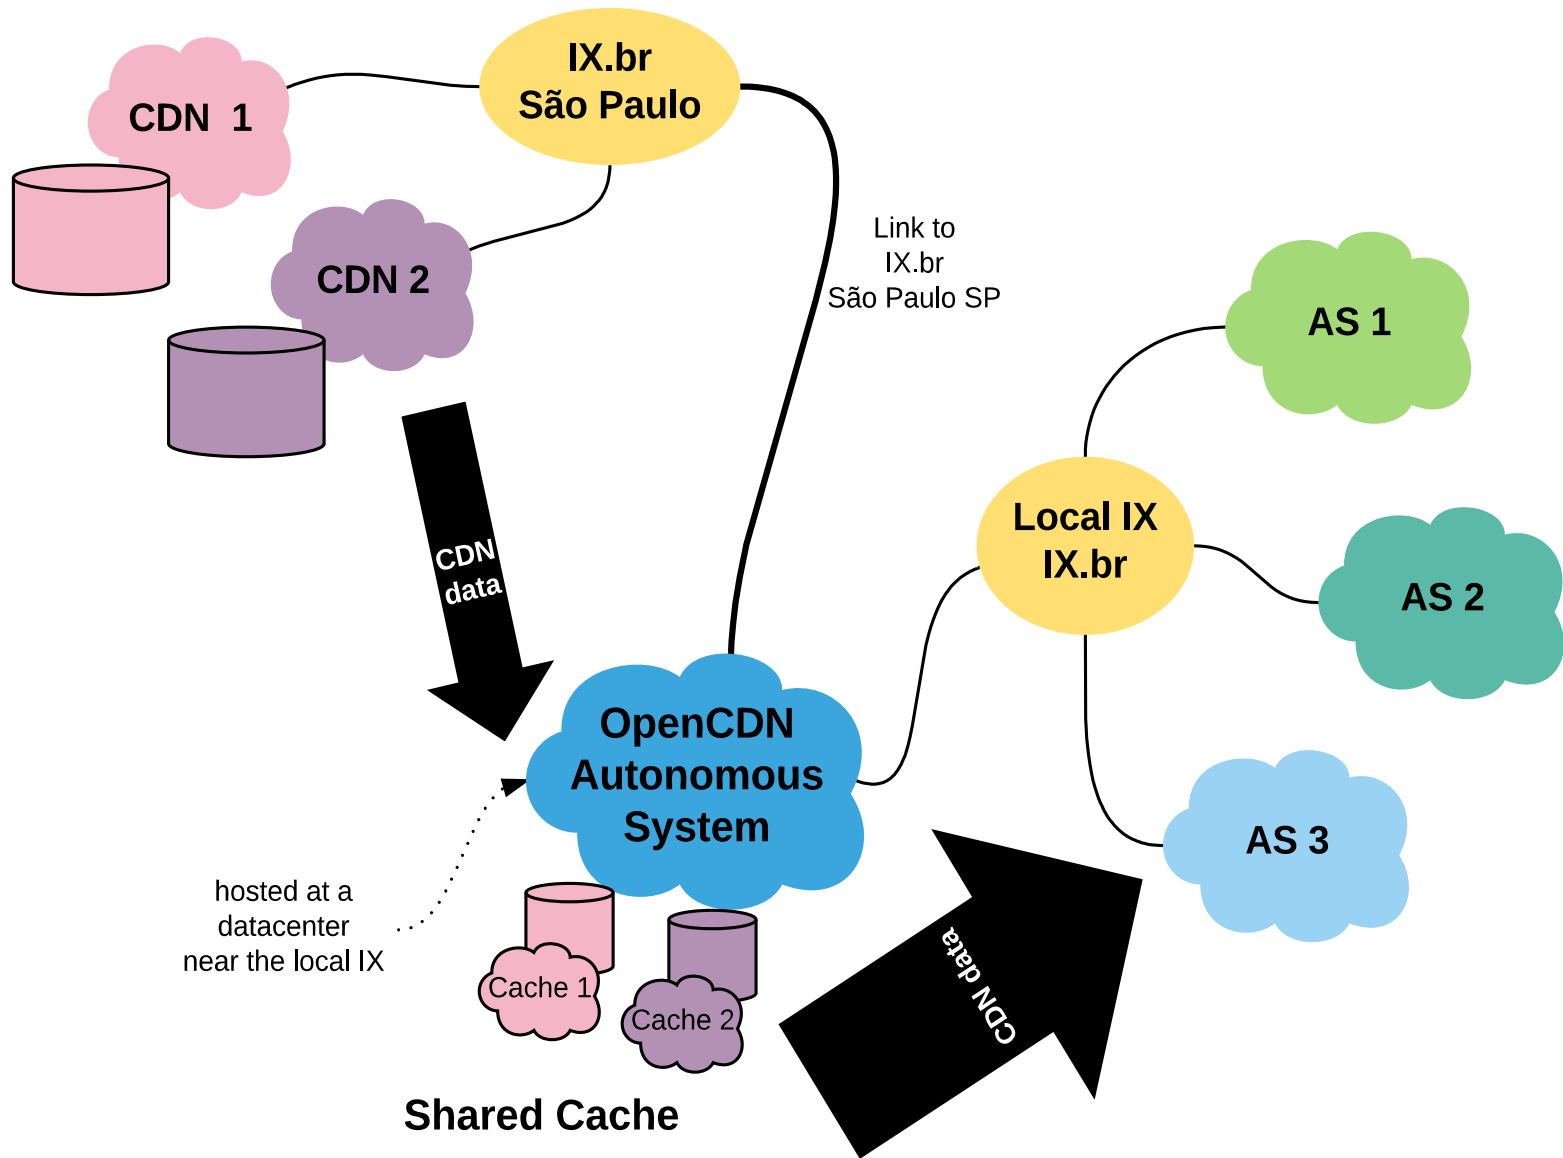 IX.br
São Paulo
CDN 1
CDN 2
Link to
IX.br
São Paulo SP
AS 1
Local IX
IX.br
AS 2
CDN
data
OpenCDN
Autonomous
System
AS 3
hosted at a
datacenter
near the local IX
CDN data
Cache 1
Cache 2
Shared Cache